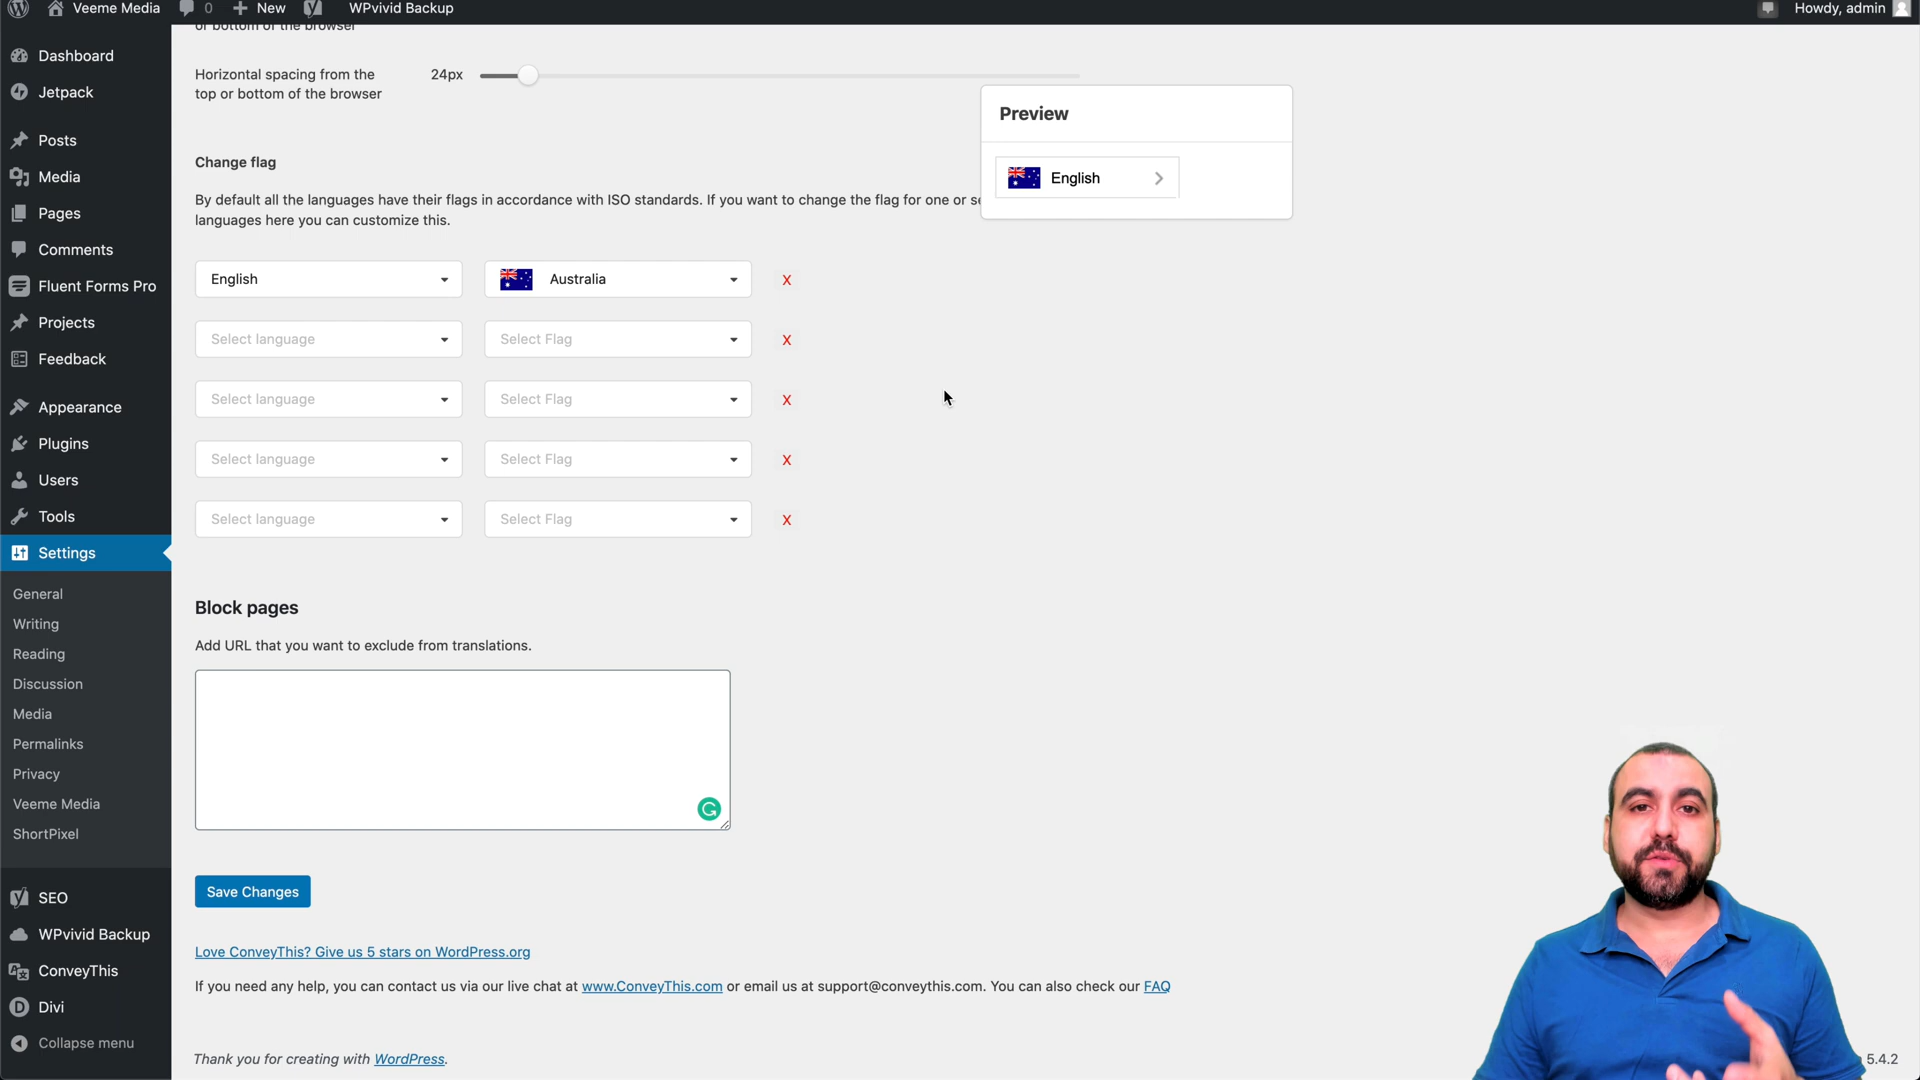 Veeme Media
0
New
WPvivid Backup
Howdy, admin
Dashboard
Jetpack
Posts
Media
Pages
Comments
Fluent Forms Pro
Projects
Feedback
Appearance
Plugins
Users
Tools
Settings
General
Writing
Reading
Discussion
Media
Permalinks
Privacy
Veeme Media
ShortPixel
SEO
WPvivid Backup
ConveyThis
Divi
Collapse menu
or bottom of the browser
Horizontal spacing from the
top or bottom of the browser
24px
Preview
English
Change flag
By default all the languages have their flags in accordance with ISO standards. If you want to change the flag for one or
languages here you can customize this.
English
Australia
X
Select language
Select Flag
X
Select language
Select Flag
X
Select language
Select Flag
X
Select language
Select Flag
X
Block pages
Add URL that you want to exclude from translations.
Save Changes
Love ConveyThis? Give us 5 stars on WordPress.org
If you need any help, you can contact us via our live chat at www.ConveyThis.com or email us at support@conveythis.com. You can also check our FAQ
Thank you for creating with WordPress.
5.4.2